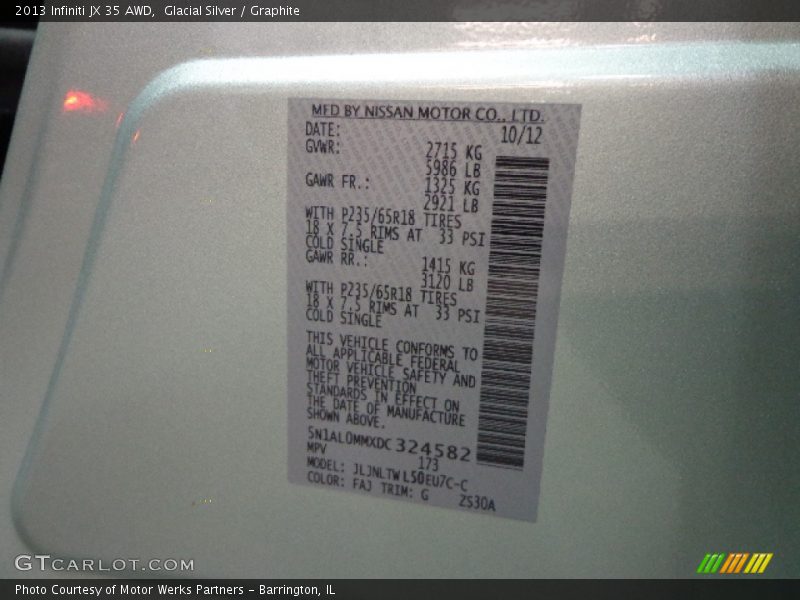 2013 Infiniti JX 35 AWD,  Glacial Silver / Graphite
MFD BY NISSAN MOTOR CO., LTD.
DATE: 10/12
GVWR: 2715 KG
5986 LB
GAWR FR.: 1325 KG
2921 LB
WITH P235/65R18 TIRES
18 X 7.5 RIMS AT 33 PSI
COLD SINGLE
GAWR RR.: 1415 KG
3120 LB
WITH P235/65R18 TIRES
18 X 7.5 RIMS AT 33 PSI
COLD SINGLE
THIS VEHICLE CONFORMS TO
ALL APPLICABLE FEDERAL
MOTOR VEHICLE SAFETY AND
THEFT PREVENTION
STANDARDS IN EFFECT ON
THE DATE OF MANUFACTURE
SHOWN ABOVE.
5N1AL0MMXDC324582
MPV 173
MODEL: JLJNLTWL50EU7C-C
COLOR: FAJ TRIM: G ZS30A
GTCARLOT.COM
Photo Courtesy of Motor Werks Partners - Barrington, IL